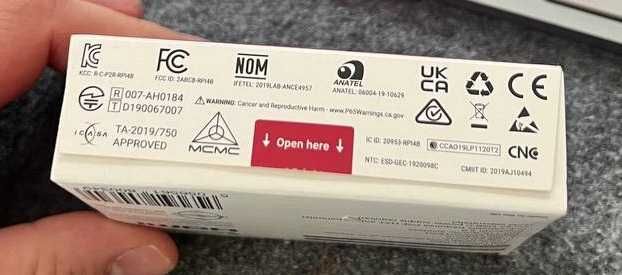 KCC: R-C-P2R-RPI4B
FCC ID: 2ABCB-RPI4B
NOM
IFETEL: 2019LAB-ANCE4957
ANATEL
ANATEL: 06004-19-10629
UK CA
CE
R 007-AH0184
T D190067007
WARNING: Cancer and Reproductive Harm - www.P65Warnings.ca.gov
ICASA
TA-2019/750
APPROVED
MCMC
Open here
IC ID: 20953-RPI4B
CCAO19LP1120T2
NTC: ESD-GEC-1920098C
CNC
CMIIT ID: 2019AJ10494